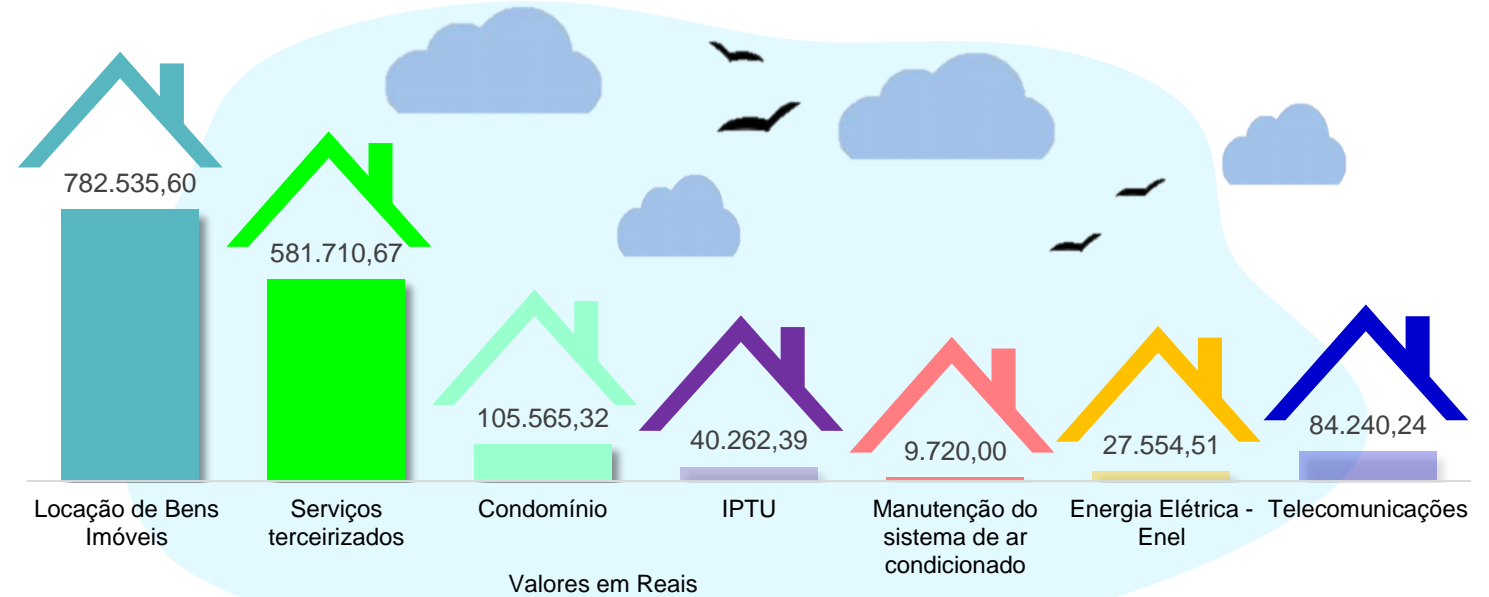 782.535,60
581.710,67
105.565,32
40.262,39
9.720,00
27.554,51
84.240,24
Locação de Bens
Imóveis
Serviços
terceirizados
Condomínio
IPTU
Manutenção do
sistema de ar
condicionado
Energia Elétrica -
Enel
Telecomunicações
Valores em Reais